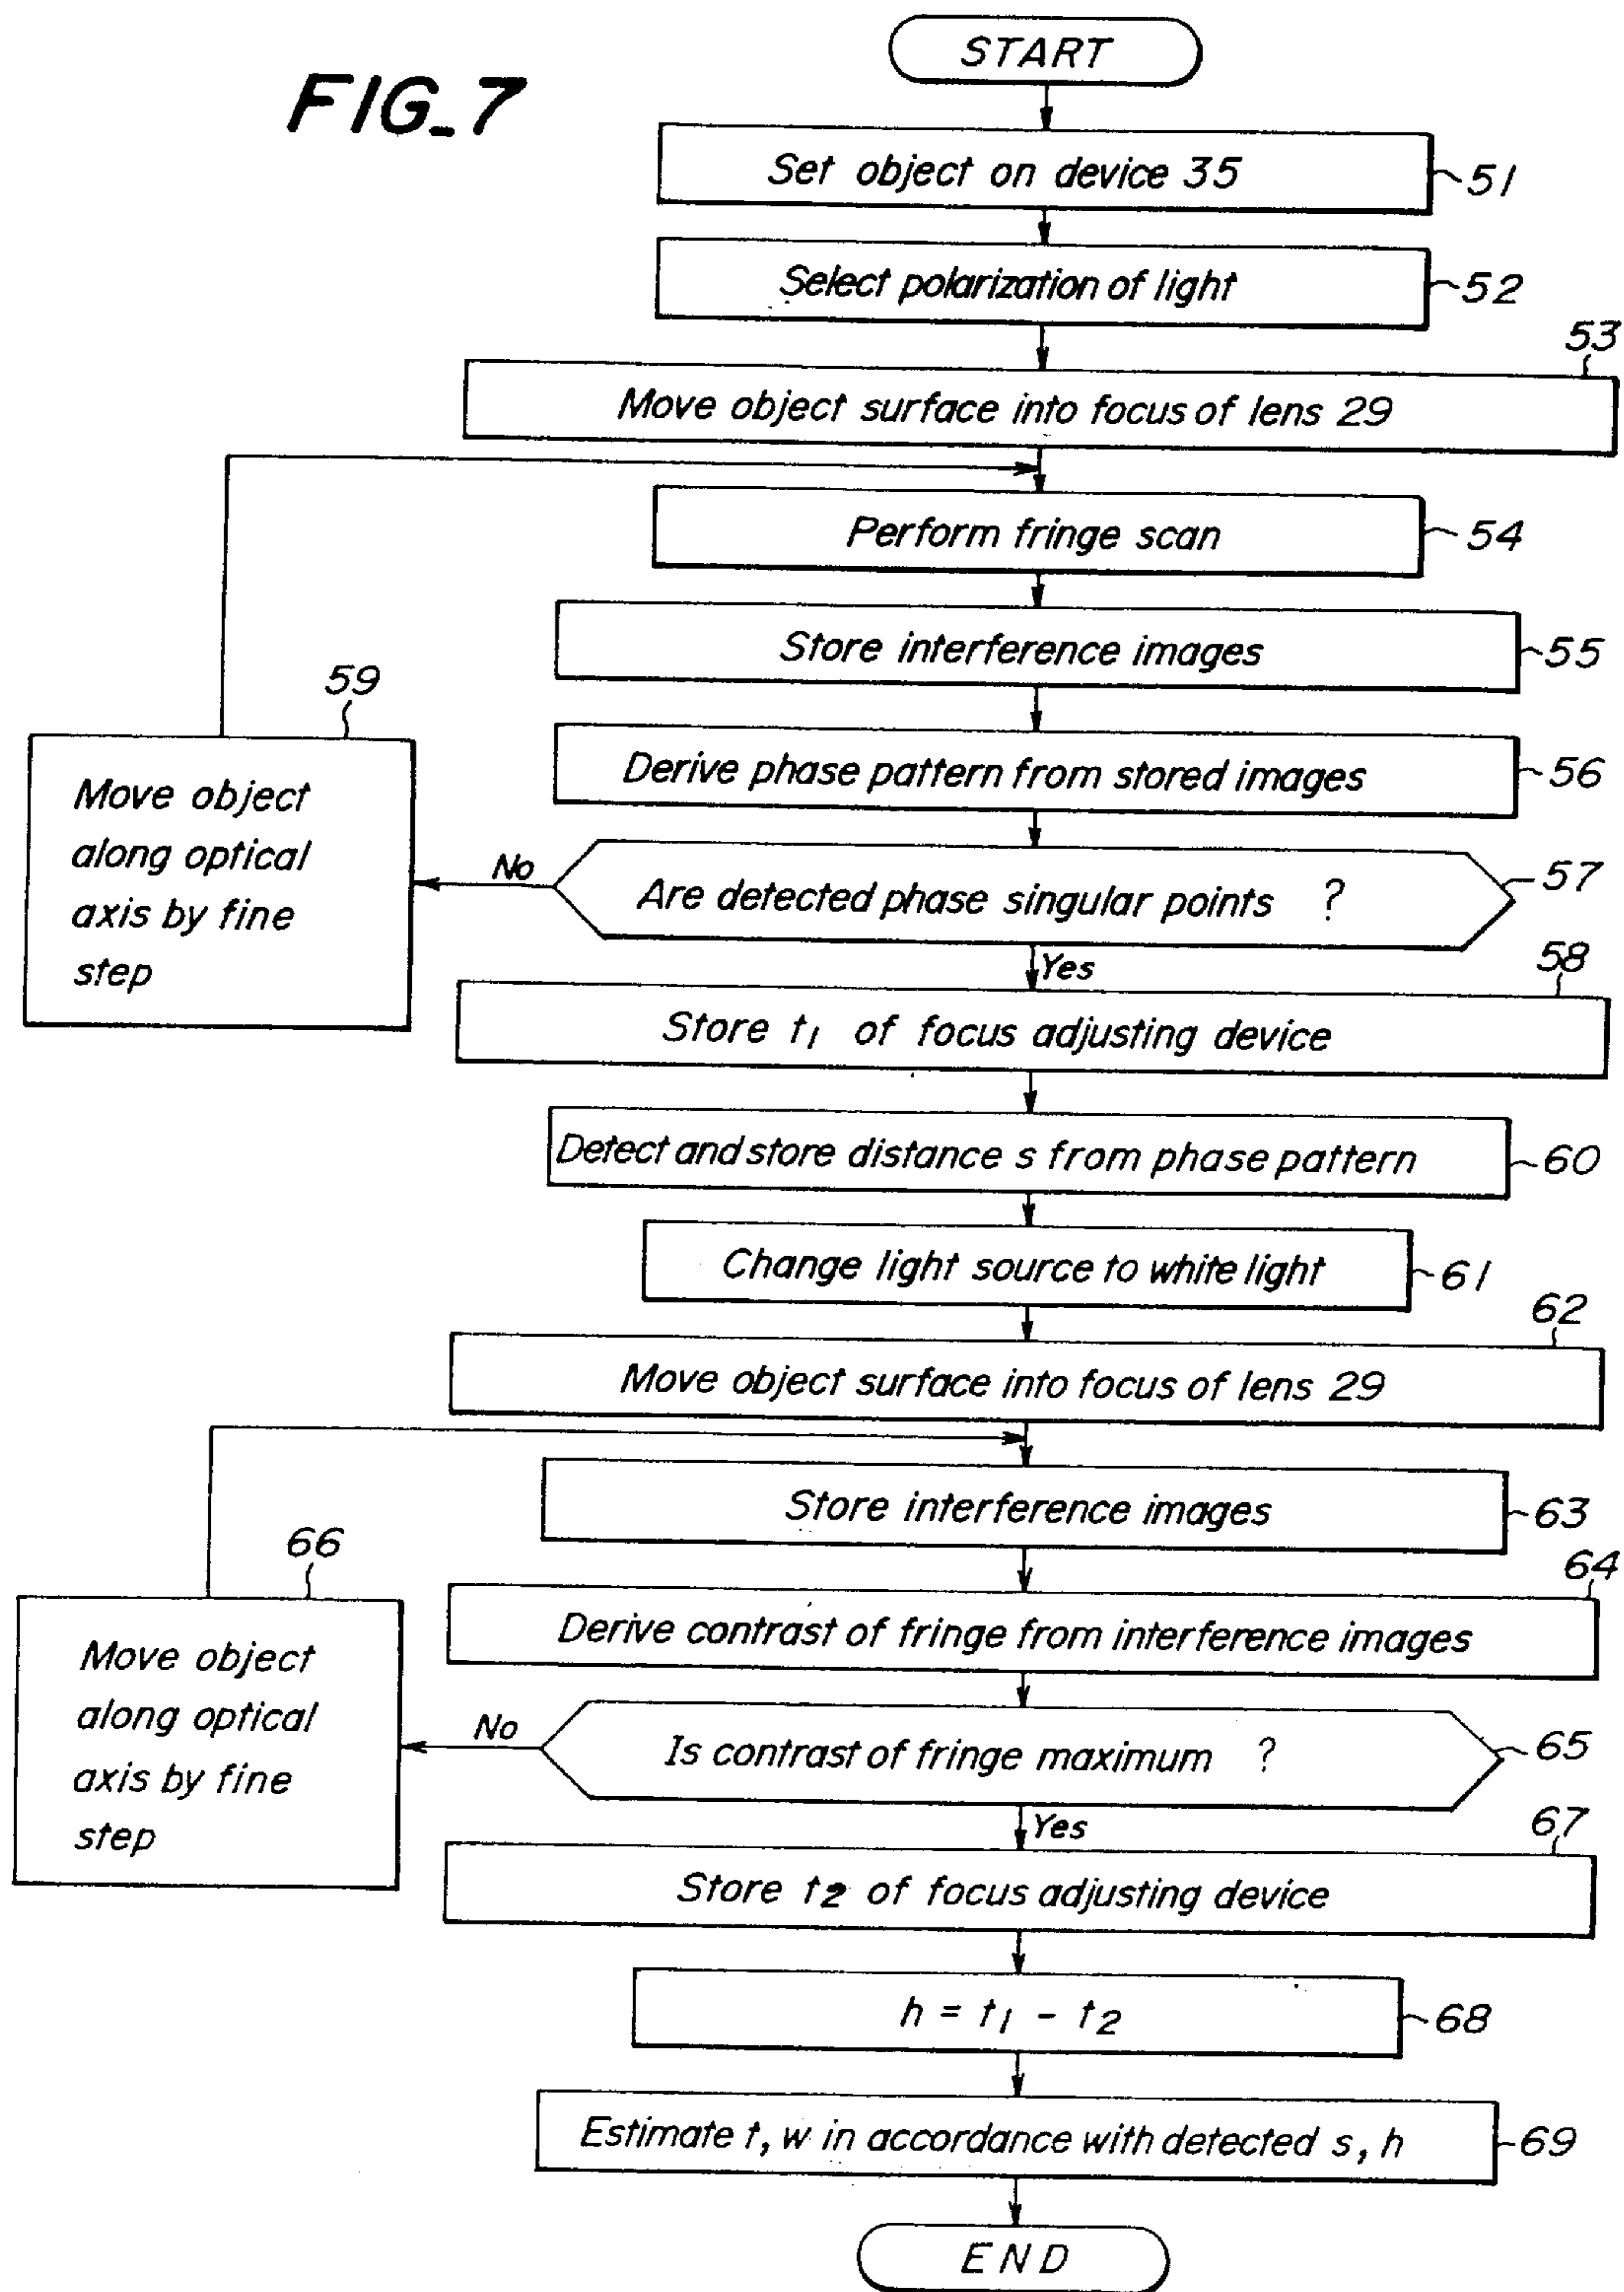 FIG_7
START
Set object on device 35
51
Select polarization of light
52
53
Move object surface into focus of lens 29
Perform fringe scan
54
Store interference images
55
59
Move object
along optical
axis by fine
step
Derive phase pattern from stored images
56
No
Are detected phase singular points ?
57
Yes
58
Store t1 of focus adjusting device
Detect and store distance s from phase pattern
60
Change light source to white light
61
62
Move object surface into focus of lens 29
Store interference images
63
66
Move object
along optical
axis by fine
step
64
Derive contrast of fringe from interference images
No
Is contrast of fringe maximum ?
65
Yes
67
Store t2 of focus adjusting device
h = t1 - t2
68
Estimate t, w in accordance with detected s, h
69
END